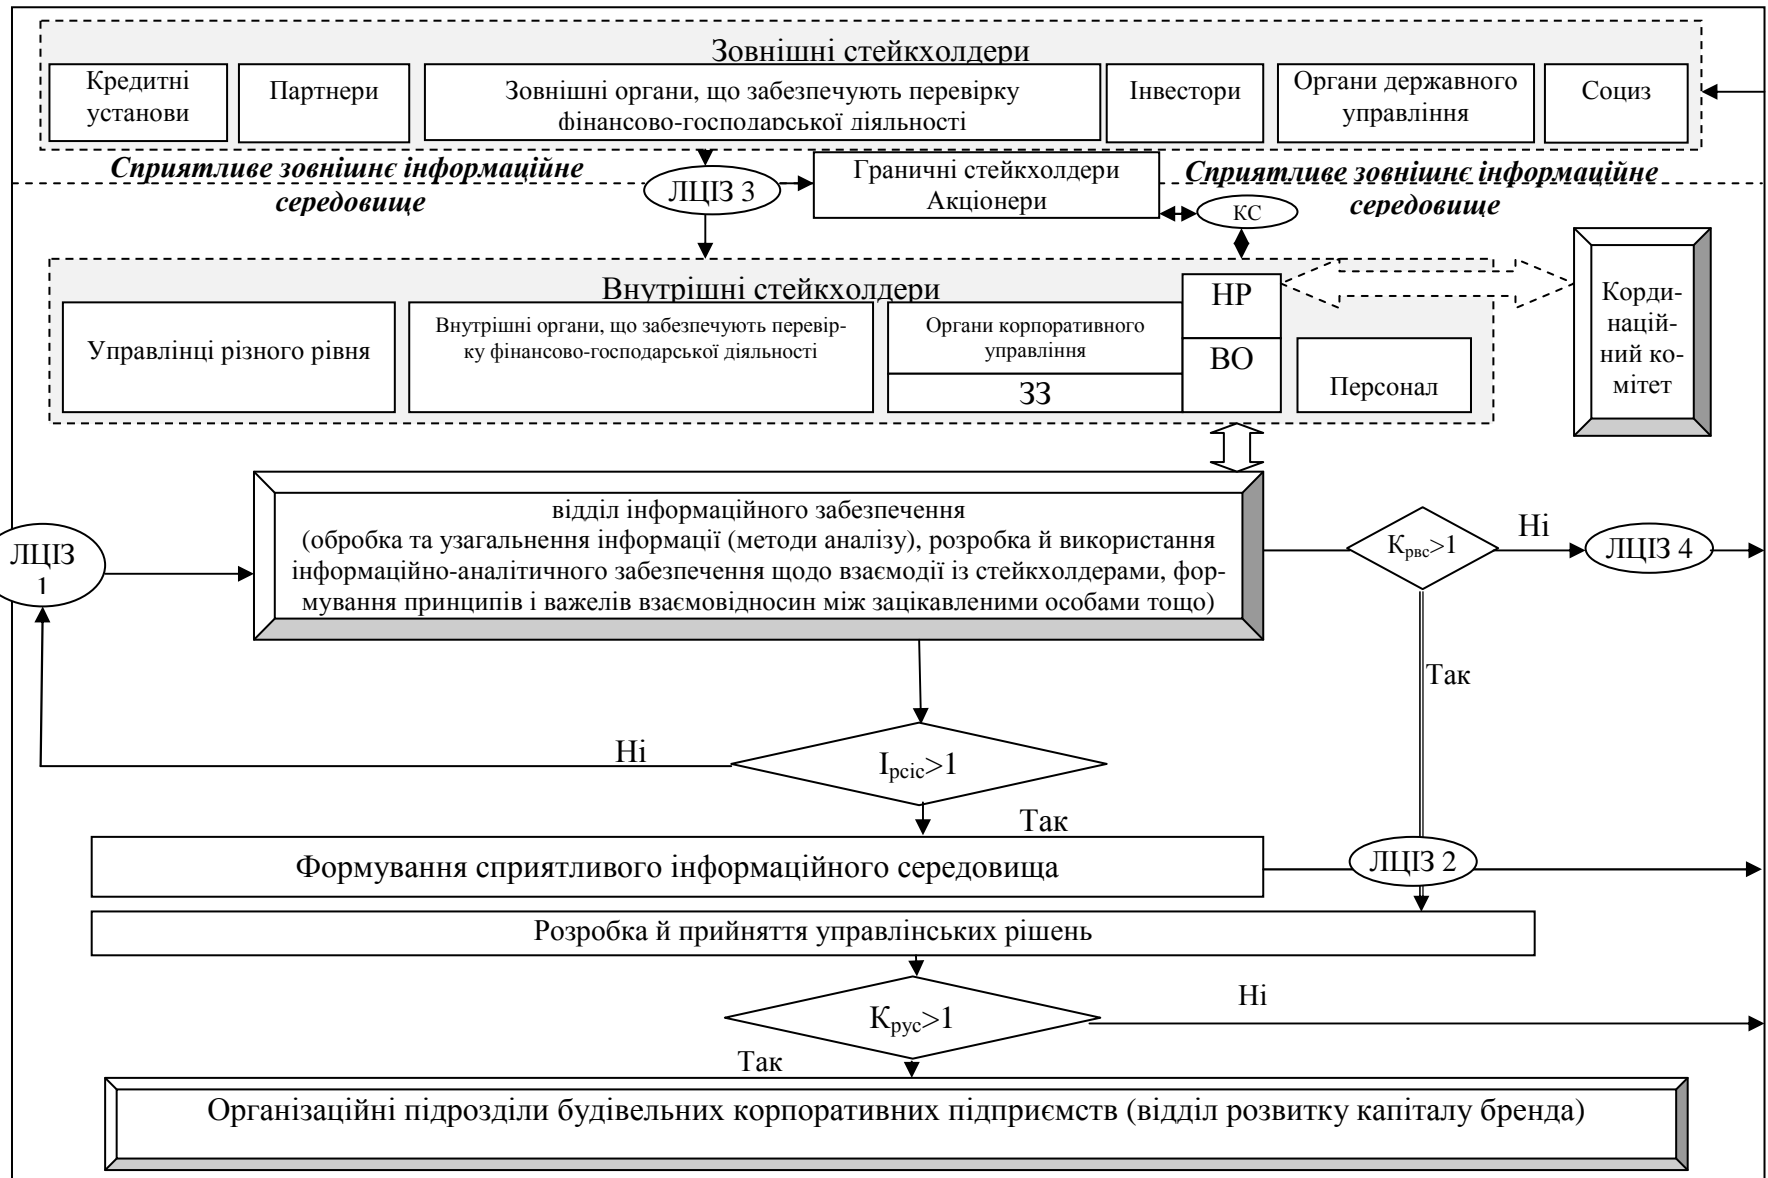 Зовнішні стейкхолдери
Кредитні
установи
Партнери
Зовнішні органи, що забезпечують перевірку
фінансово-господарської діяльності
Інвестори
Органи державного
управління
Социз
Сприятливе зовнішнє інформаційне
середовище
ЛЦІЗ 3
Граничні стейкхолдери
Акціонери
Сприятливе зовнішнє інформаційне
середовище
КС
Внутрішні стейкхолдери
Управлінці різного рівня
Внутрішні органи, що забезпечують перевір-
ку фінансово-господарської діяльності
Органи корпоративного
управління
ЗЗ
НР
ВО
Персонал
Корди-
націй-
ний ко-
мітет
ЛЦІЗ
1
відділ інформаційного забезпечення
(обробка та узагальнення інформації (методи аналізу), розробка й використання
інформаційно-аналітичного забезпечення щодо взаємодії із стейкхолдерами, фор-
мування принципів і важелів взаємовідносин між зацікавленими особами тощо)
Крвс>1
Ні
ЛЦІЗ 4
Так
Ні
Ірсіс>1
Так
Формування сприятливого інформаційного середовища
ЛЦІЗ 2
Розробка й прийняття управлінських рішень
Крус>1
Ні
Так
Організаційні підрозділи будівельних корпоративних підприємств (відділ розвитку капіталу бренда)